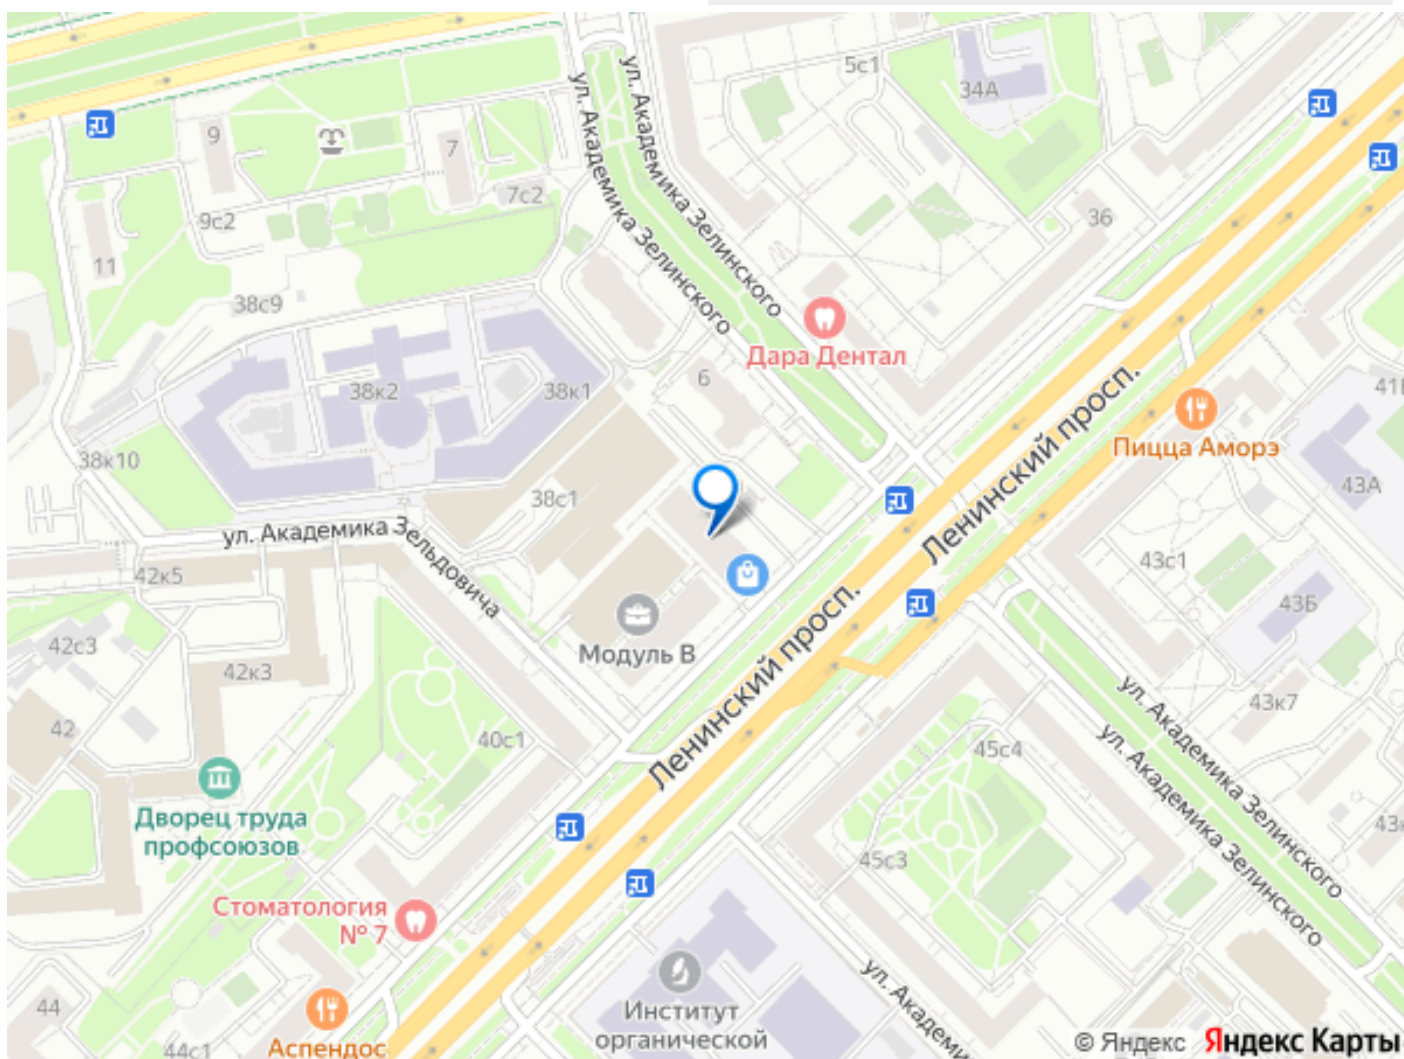 ул. Академика Зелинского
ул. Академика Зелинского
5с1
34А
9
7
7с2
9с2
36
11
38с9
Дара Дентал
Ленинский просп.
6
38к2
38к1
41
Пицца Аморэ
38к10
43А
38с1
ул. Академика Зельдовича
Ленинский просп.
43с1
42к5
43Б
42с3
Модуль В
42к3
ул. Академика Зелинского
43к7
42
40с1
45с4
ул. Академика Зелинского
Дворец труда
профсоюзов
43
45с3
Стоматология
№ 7
ул. Академи
44
Институт
органической
44с1
Аспендос
© Яндекс Яндекс Карты